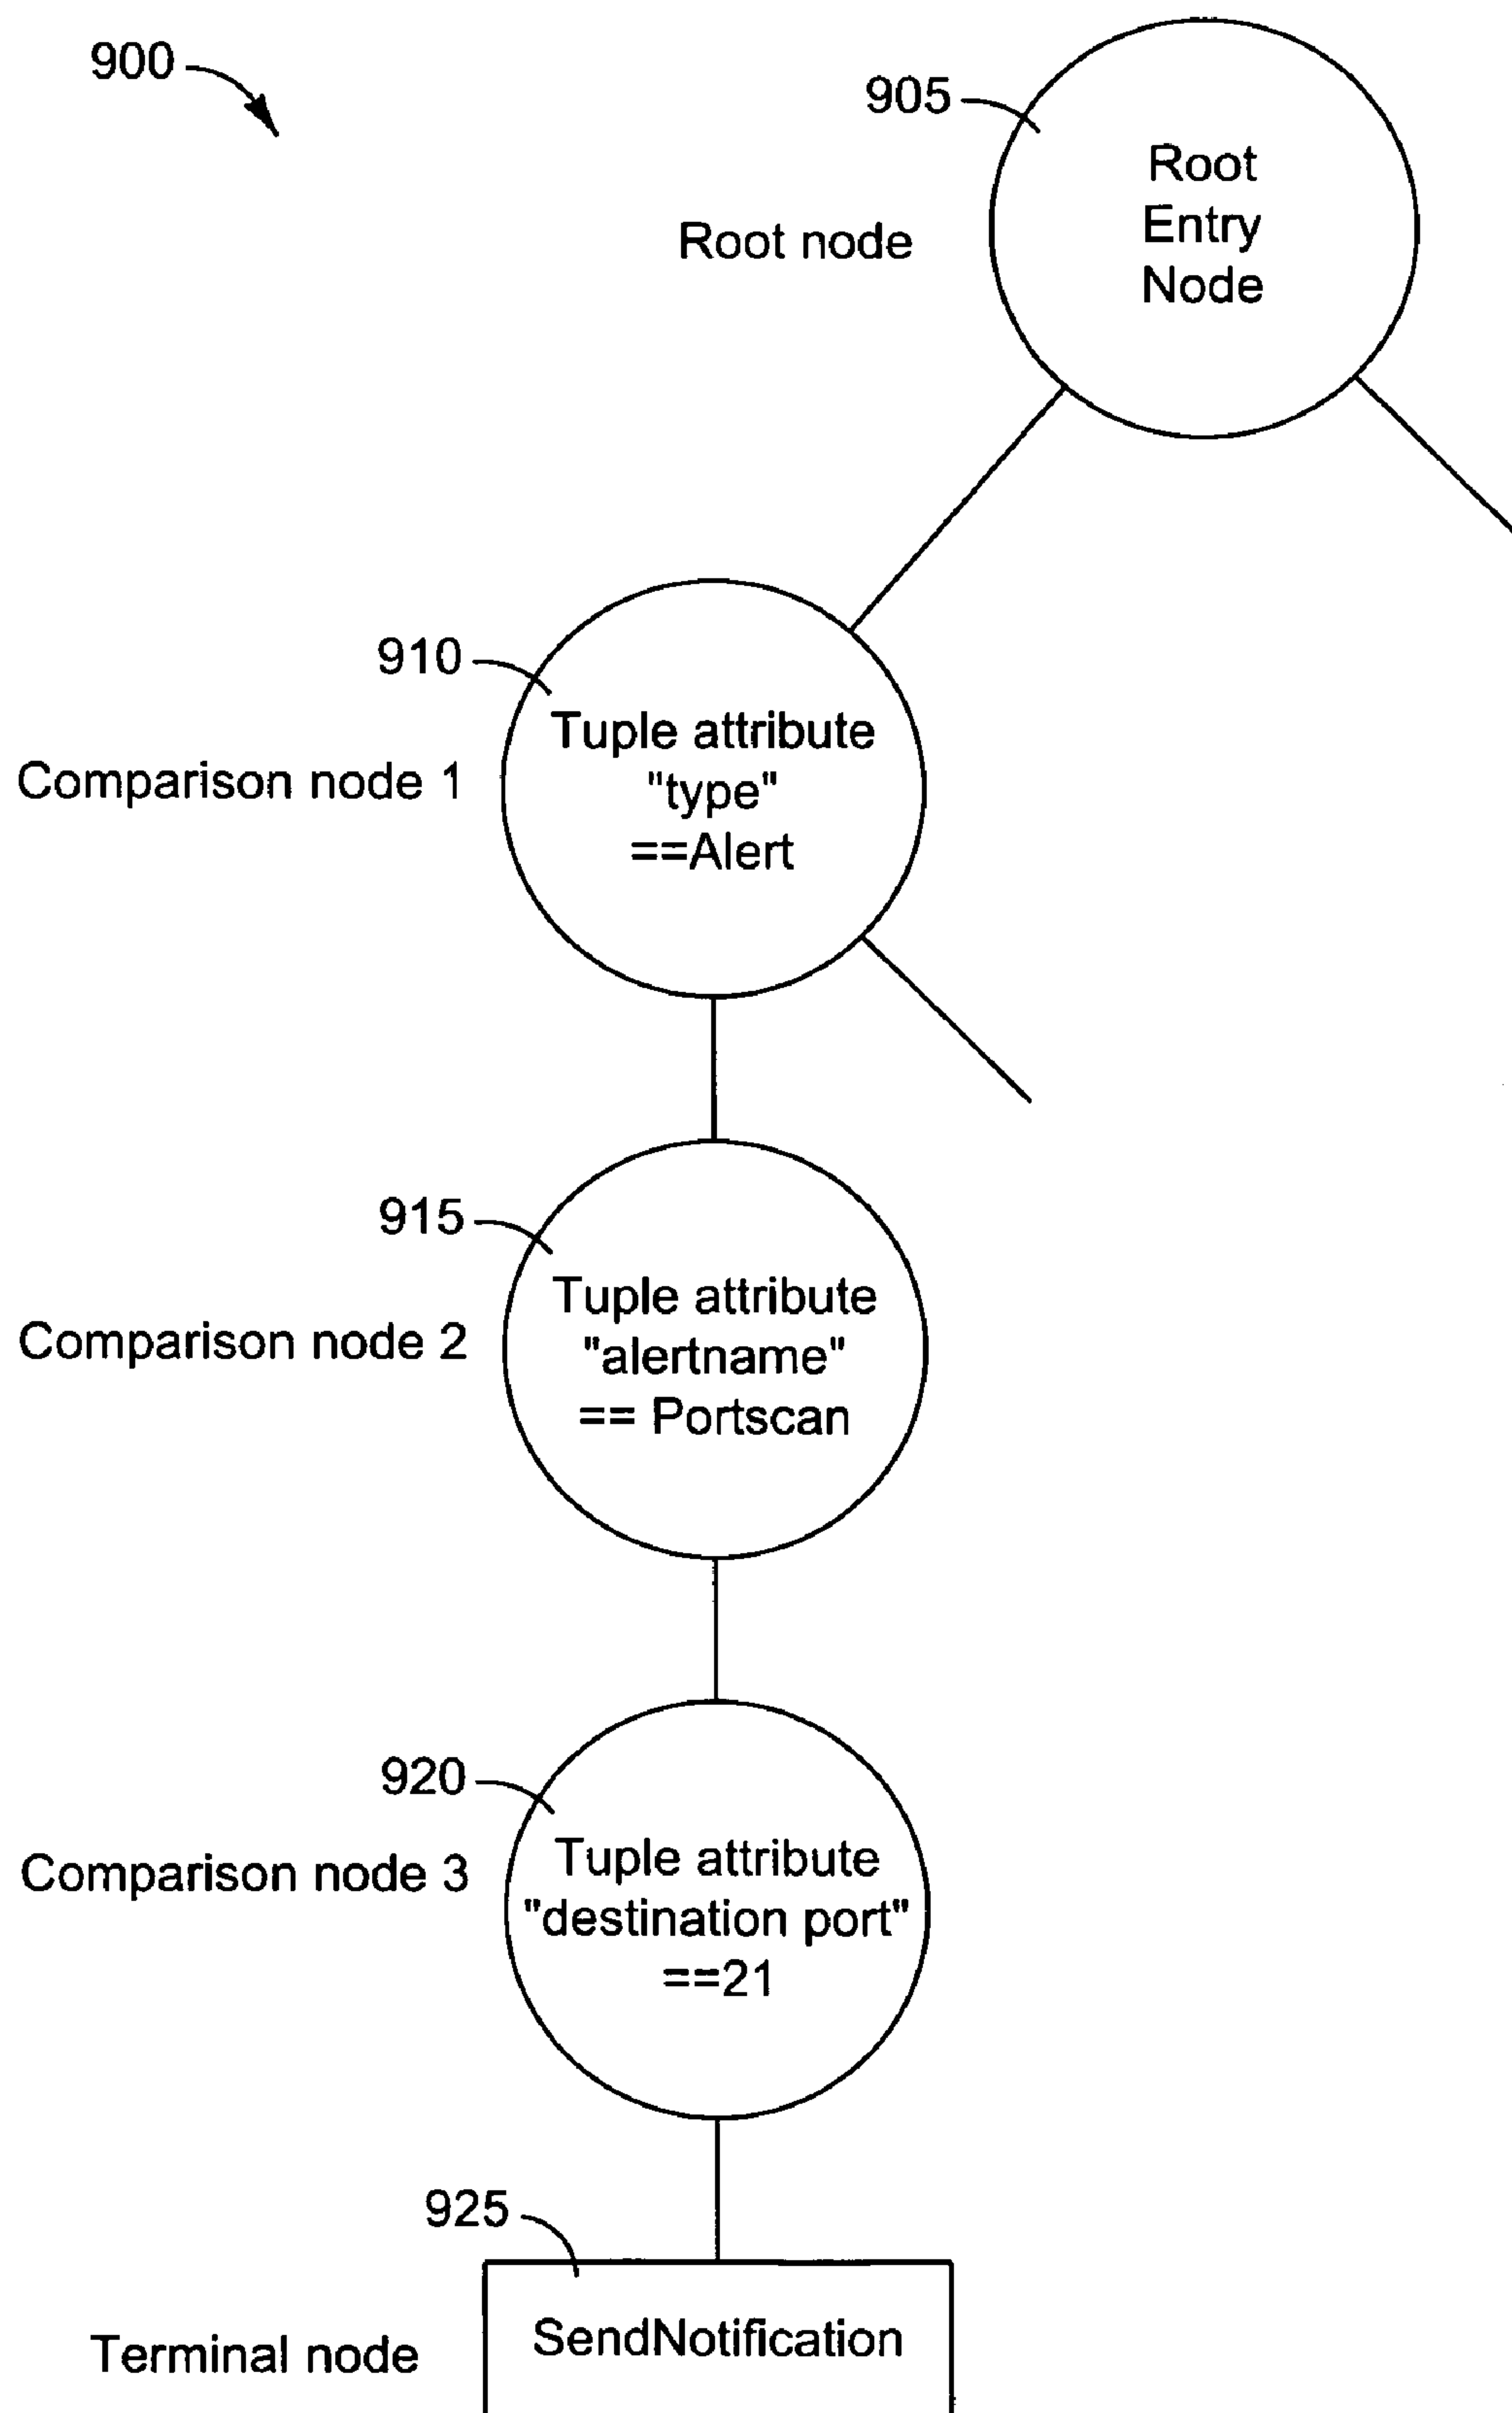 900
905
Root
Entry
Node
Root node
910
Tuple attribute
"type"
==Alert
Comparison node 1
915
Tuple attribute
"alertname"
== Portscan
Comparison node 2
920
Tuple attribute
"destination port"
==21
Comparison node 3
925
SendNotification
Terminal node